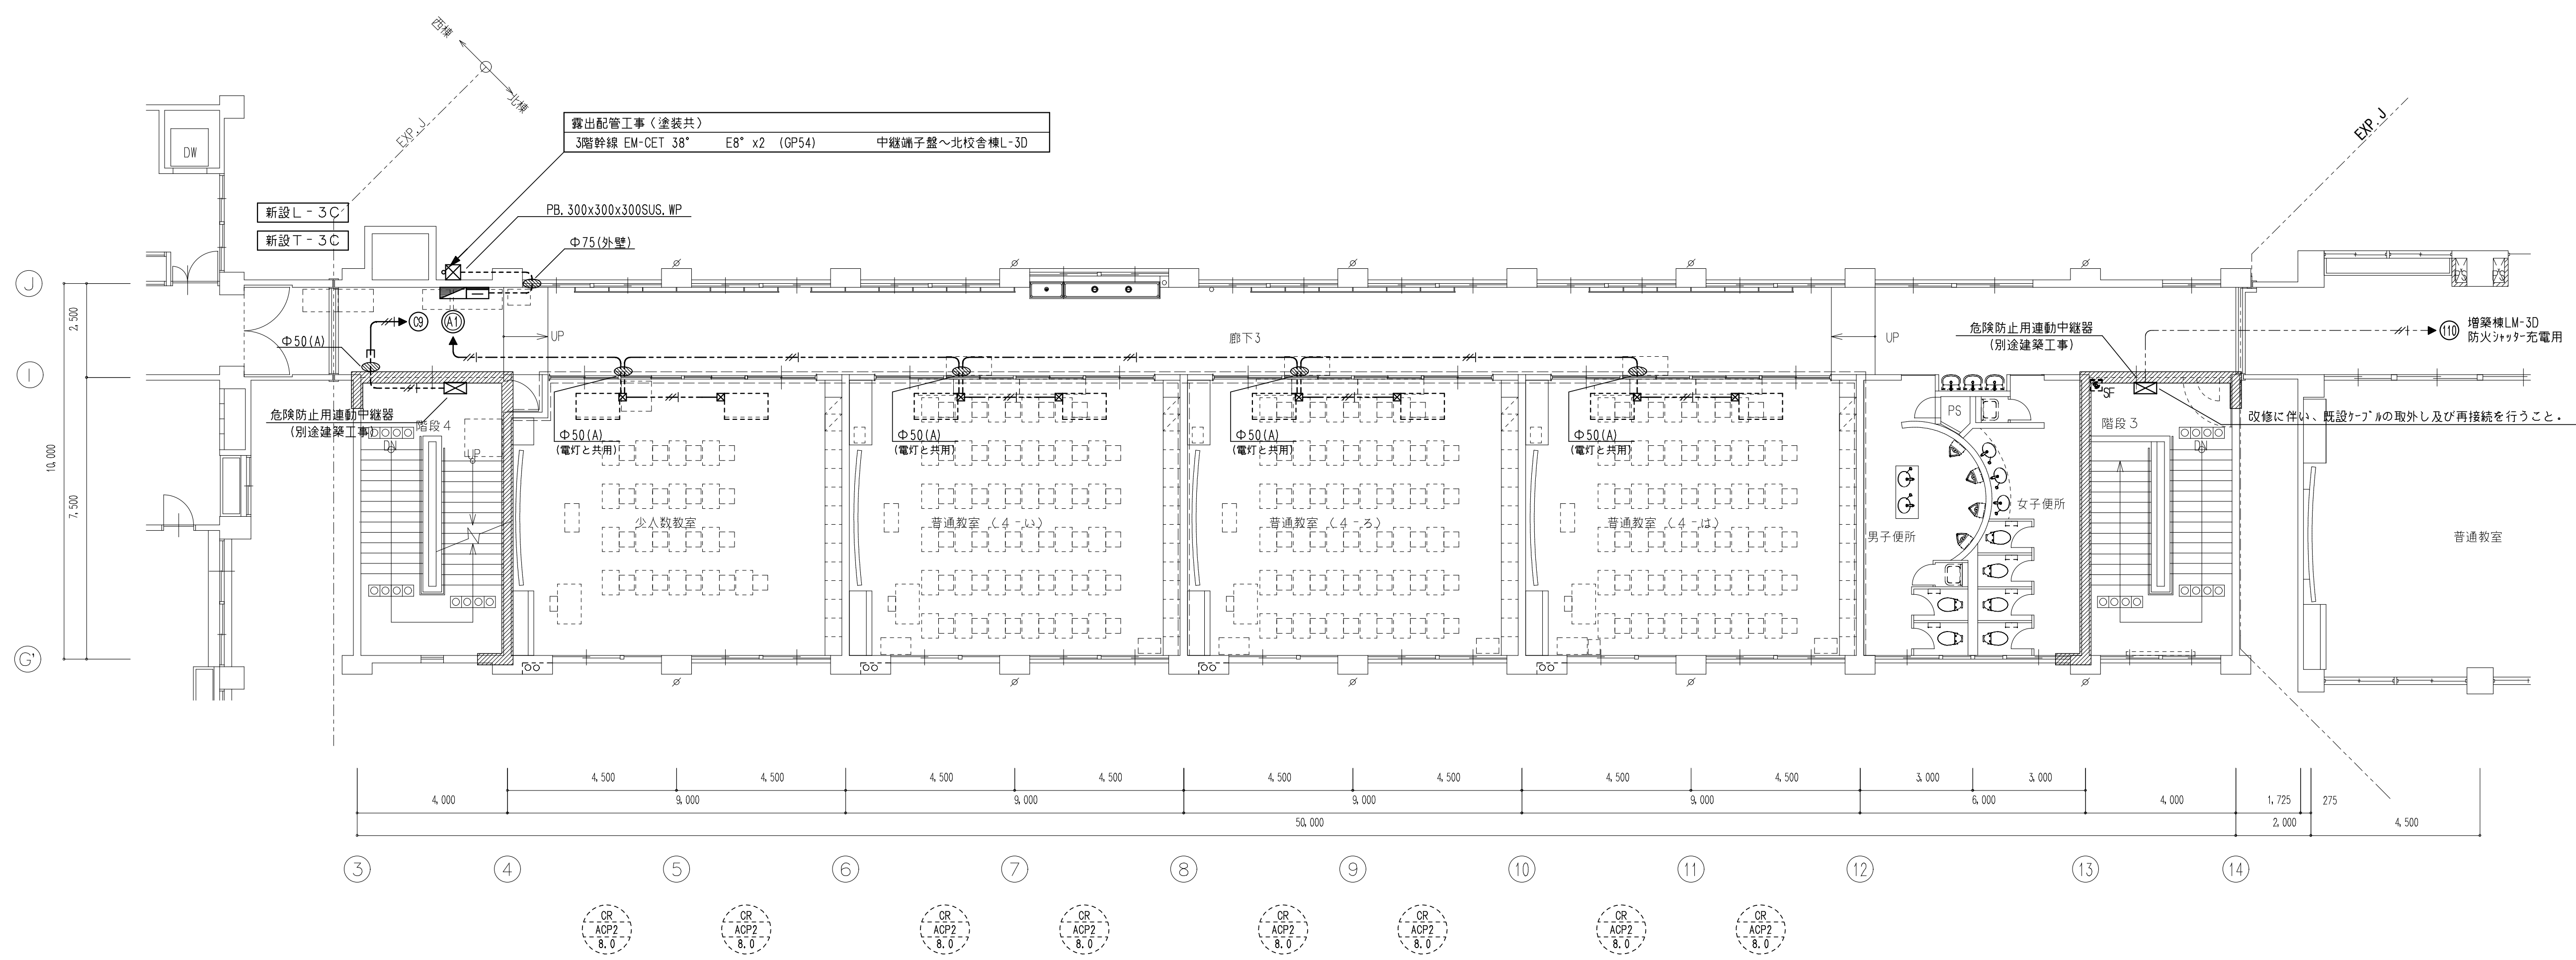 西棟
北棟
EXP.J
EXP.J
DW
露出配管工事（塗装共）
3階幹線 EM-CET 38° E8° x2 (GP54) 中継端子盤～北校舎棟L-3D
新設L-3C
新設T-3C
PB.300x300x300SUS.WP
Φ75(外壁)
J
I
G'
2,500
7,500
10,000
C9
A1
Φ50(A)
UP
廊下3
UP
危険防止用連動中継器
(別途建築工事)
110
増築棟LM-3D
防火シャッター充電用
PS
PS
危険防止用連動中継器
(別途建築工事)
階段4
DN
UP
Φ50(A)
(電灯と共用)
Φ50(A)
(電灯と共用)
Φ50(A)
(電灯と共用)
Φ50(A)
(電灯と共用)
PS
SF
階段3
DN
改修に伴い、既設ケーブルの取外し及び再接続を行うこと.
少人数教室
普通教室（4-い）
普通教室（4-ろ）
普通教室（4-は）
男子便所
女子便所
普通教室
4,500 4,500 4,500 4,500 4,500 4,500 4,500 4,500 3,000 3,000
4,000 9,000 9,000 9,000 9,000 6,000 4,000 1,725 275
50,000 2,000 4,500
3 4 5 6 7 8 9 10 11 12 13 14
CR CR CR CR CR CR CR CR
ACP2 ACP2 ACP2 ACP2 ACP2 ACP2 ACP2 ACP2
8.0 8.0 8.0 8.0 8.0 8.0 8.0 8.0